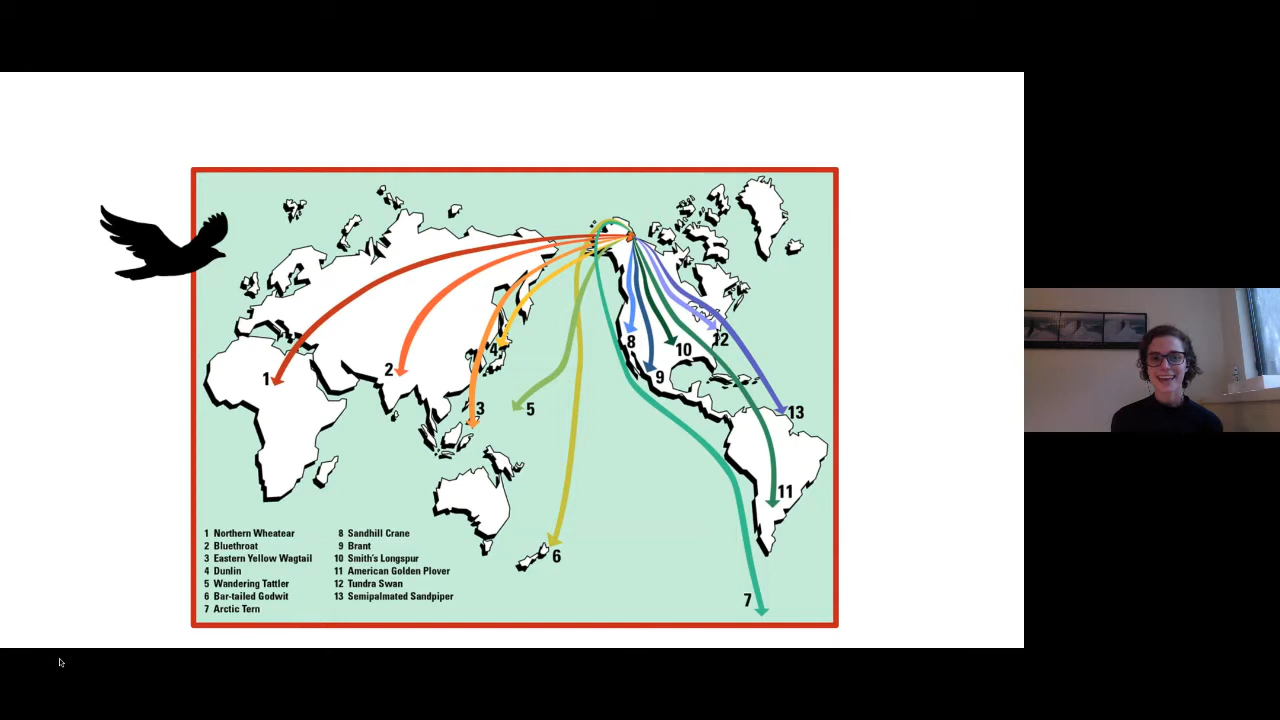 1
2
3
4
5
6
7
8
9
10
11
12
13
1 Northern Wheatear
2 Bluethroat
3 Eastern Yellow Wagtail
4 Dunlin
5 Wandering Tattler
6 Bar-tailed Godwit
7 Arctic Tern
8 Sandhill Crane
9 Brant
10 Smith's Longspur
11 American Golden Plover
12 Tundra Swan
13 Semipalmated Sandpiper